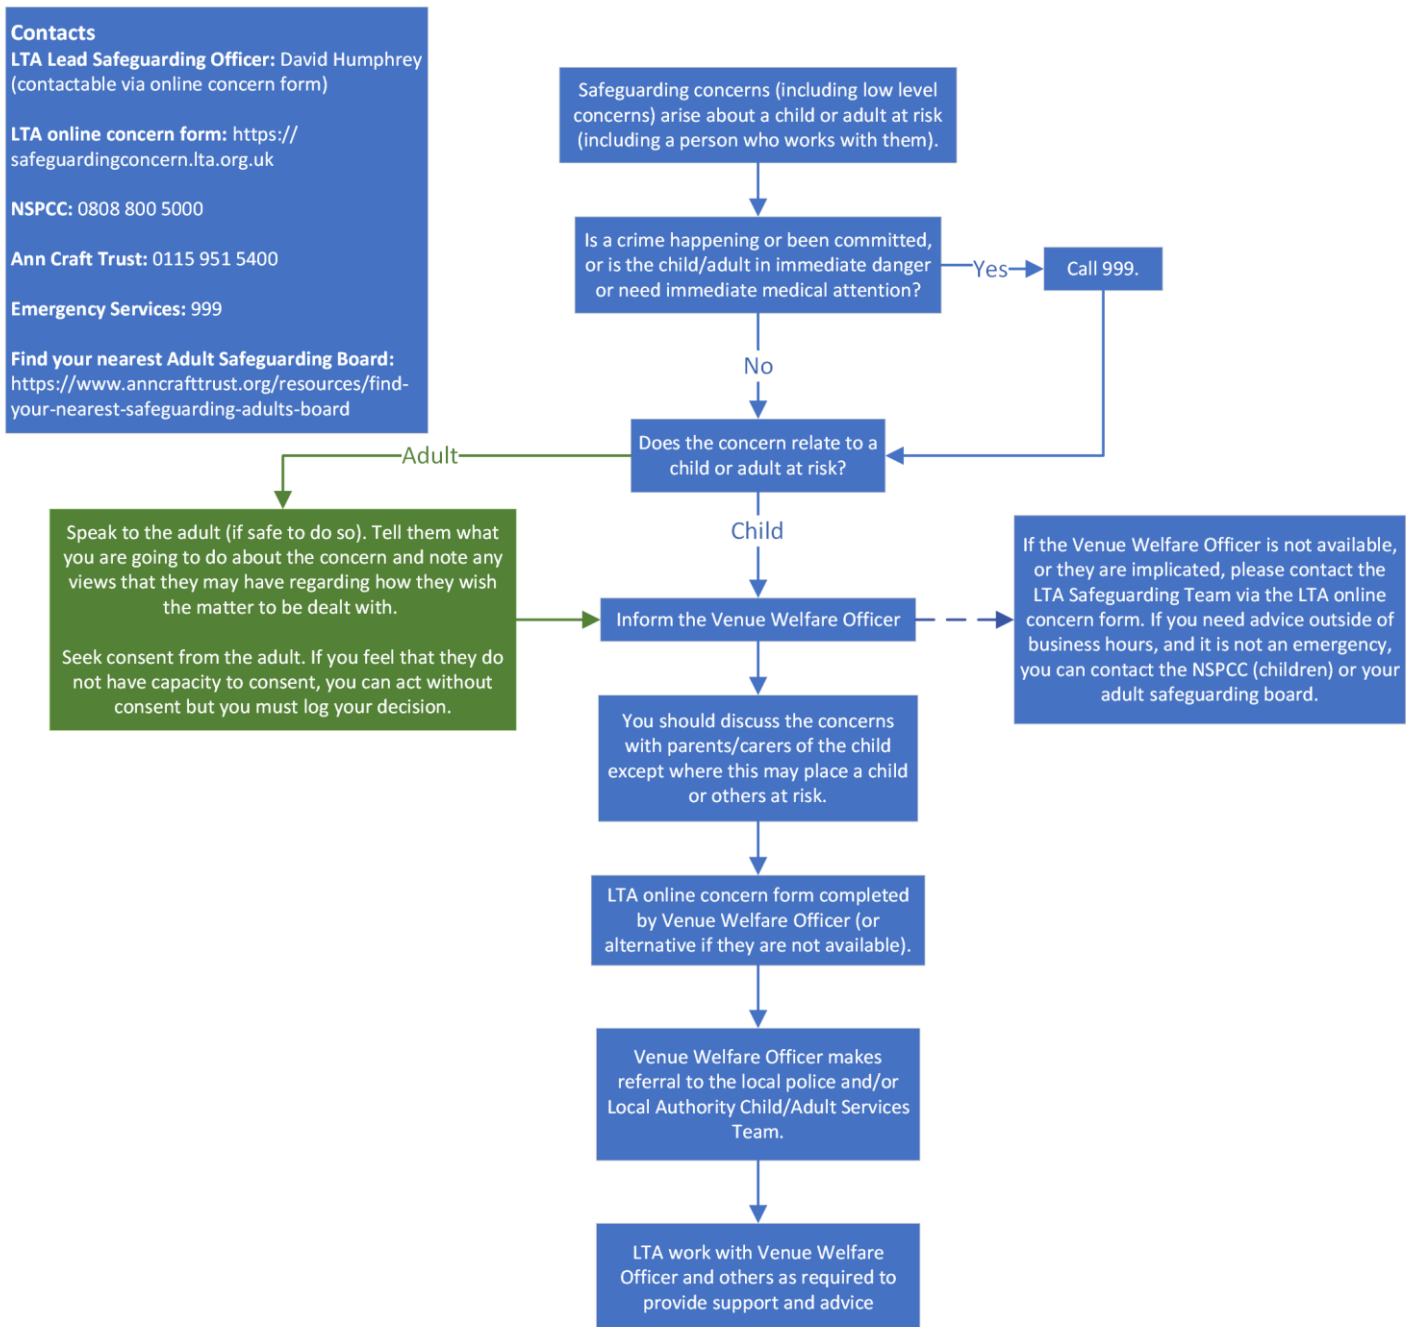 Contacts
LTA Lead Safeguarding Officer: David Humphrey
(contactable via online concern form)
LTA online concern form: https://
safeguardingconcern.lta.org.uk
NSPCC: 0808 800 5000
Ann Craft Trust: 0115 951 5400
Emergency Services: 999
Find your nearest Adult Safeguarding Board:
https://www.anncrafttrust.org/resources/find-
your-nearest-safeguarding-adults-board
Safeguarding concerns (including low level
concerns) arise about a child or adult at risk
(including a person who works with them).
Is a crime happening or been committed,
or is the child/adult in immediate danger
or need immediate medical attention?
Yes
Call 999.
No
Does the concern relate to a
child or adult at risk?
Adult
Speak to the adult (if safe to do so). Tell them what
you are going to do about the concern and note any
views that they may have regarding how they wish
the matter to be dealt with.
Seek consent from the adult. If you feel that they do
not have capacity to consent, you can act without
consent but you must log your decision.
Child
Inform the Venue Welfare Officer
If the Venue Welfare Officer is not available,
or they are implicated, please contact the
LTA Safeguarding Team via the LTA online
concern form. If you need advice outside of
business hours, and it is not an emergency,
you can contact the NSPCC (children) or your
adult safeguarding board.
You should discuss the concerns
with parents/carers of the child
except where this may place a child
or others at risk.
LTA online concern form completed
by Venue Welfare Officer (or
alternative if they are not available).
Venue Welfare Officer makes
referral to the local police and/or
Local Authority Child/Adult Services
Team.
LTA work with Venue Welfare
Officer and others as required to
provide support and advice